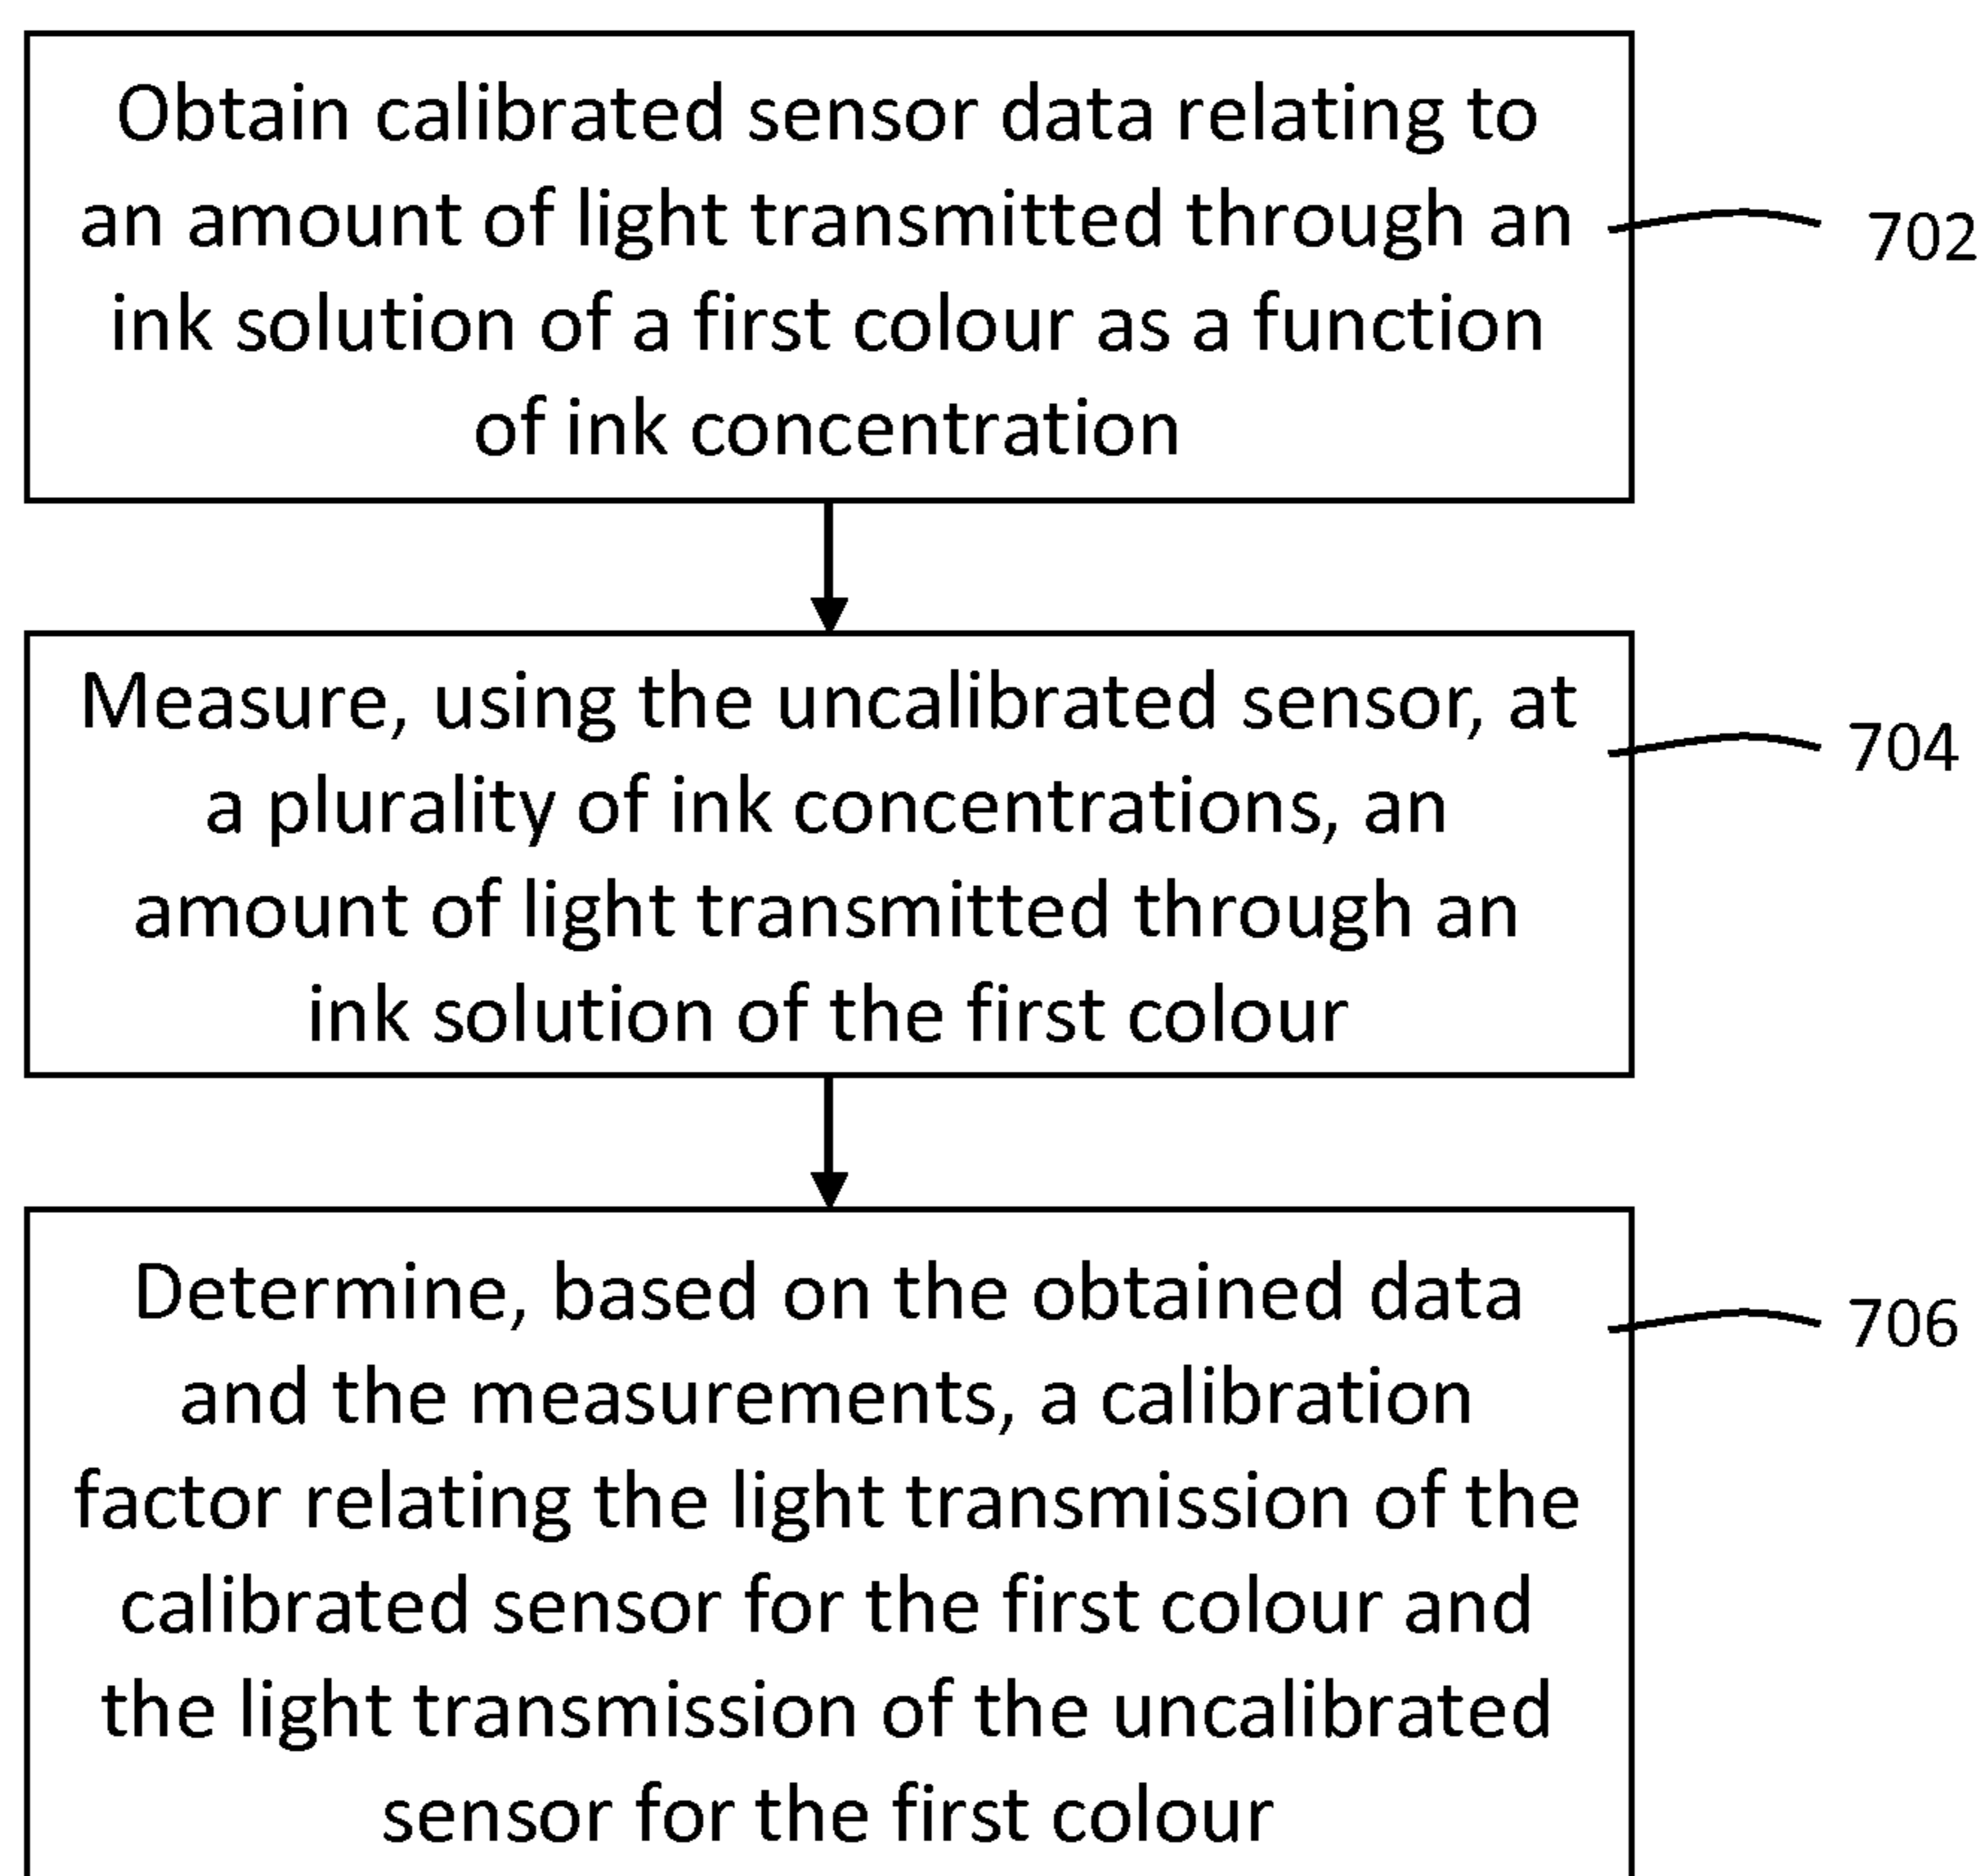 Obtain calibrated sensor data relating to
an amount of light transmitted through an
ink solution of a first colour as a function
of ink concentration
702
Measure, using the uncalibrated sensor, at
a plurality of ink concentrations, an
amount of light transmitted through an
ink solution of the first colour
704
Determine, based on the obtained data
and the measurements, a calibration
factor relating the light transmission of the
calibrated sensor for the first colour and
the light transmission of the uncalibrated
sensor for the first colour
706